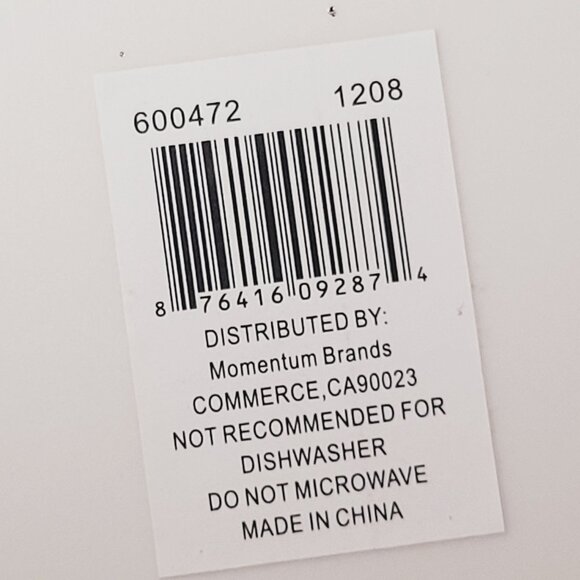 600472 1208
8 76416 09287 4
DISTRIBUTED BY:
Momentum Brands
COMMERCE,CA90023
NOT RECOMMENDED FOR
DISHWASHER
DO NOT MICROWAVE
MADE IN CHINA